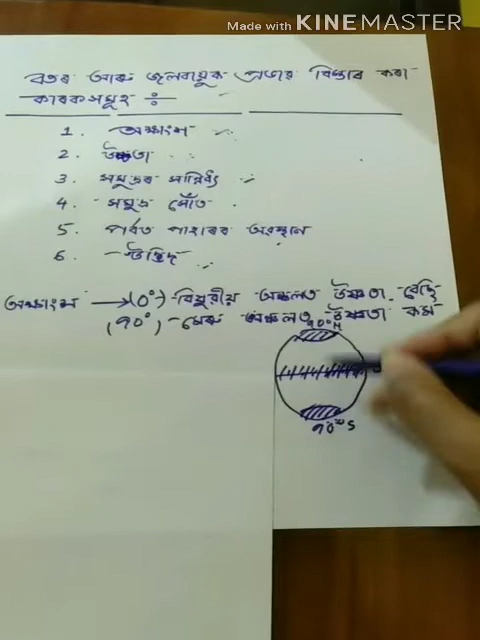 Made with KINEMASTER
বতৰ আৰু জলবায়ুক প্ৰভাৱ বিস্তাৰ কৰা
কাৰকসমূহ ÷
1. অক্ষাংশ
2. উচ্চতা
3. সমুদ্ৰৰ সান্নিধ্য
4. সমুদ্ৰ সোঁত
5. পৰ্বত পাহাৰৰ অৱস্থান
6. উদ্ভিদ
অক্ষাংশ → (0°) - বিষুৱীয় অঞ্চলত উষ্ণতা বেছি
(90°) - মেৰু অঞ্চলত উষ্ণতা কম
90° N
90° S